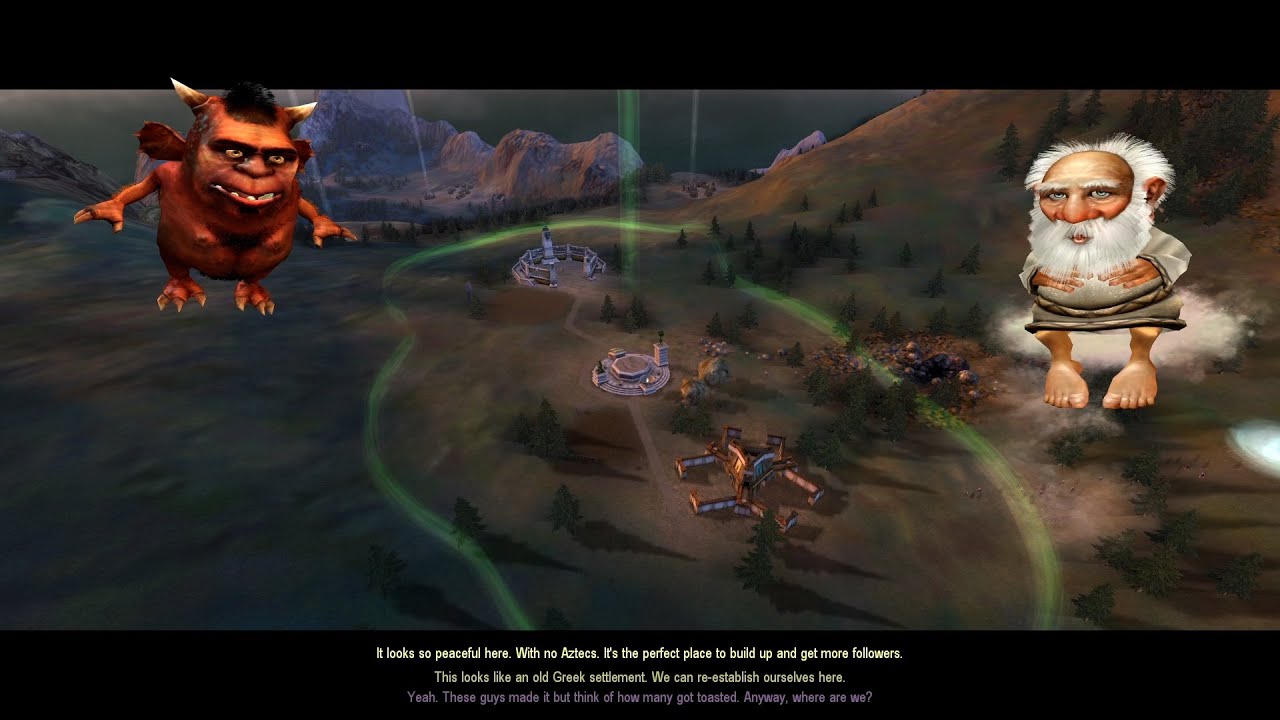 It looks so peaceful here. With no Aztecs. It's the perfect place to build up and get more followers.
This looks like an old Greek settlement. We can re-establish ourselves here.
Yeah. These guys made it but think of how many got toasted. Anyway, where are we?